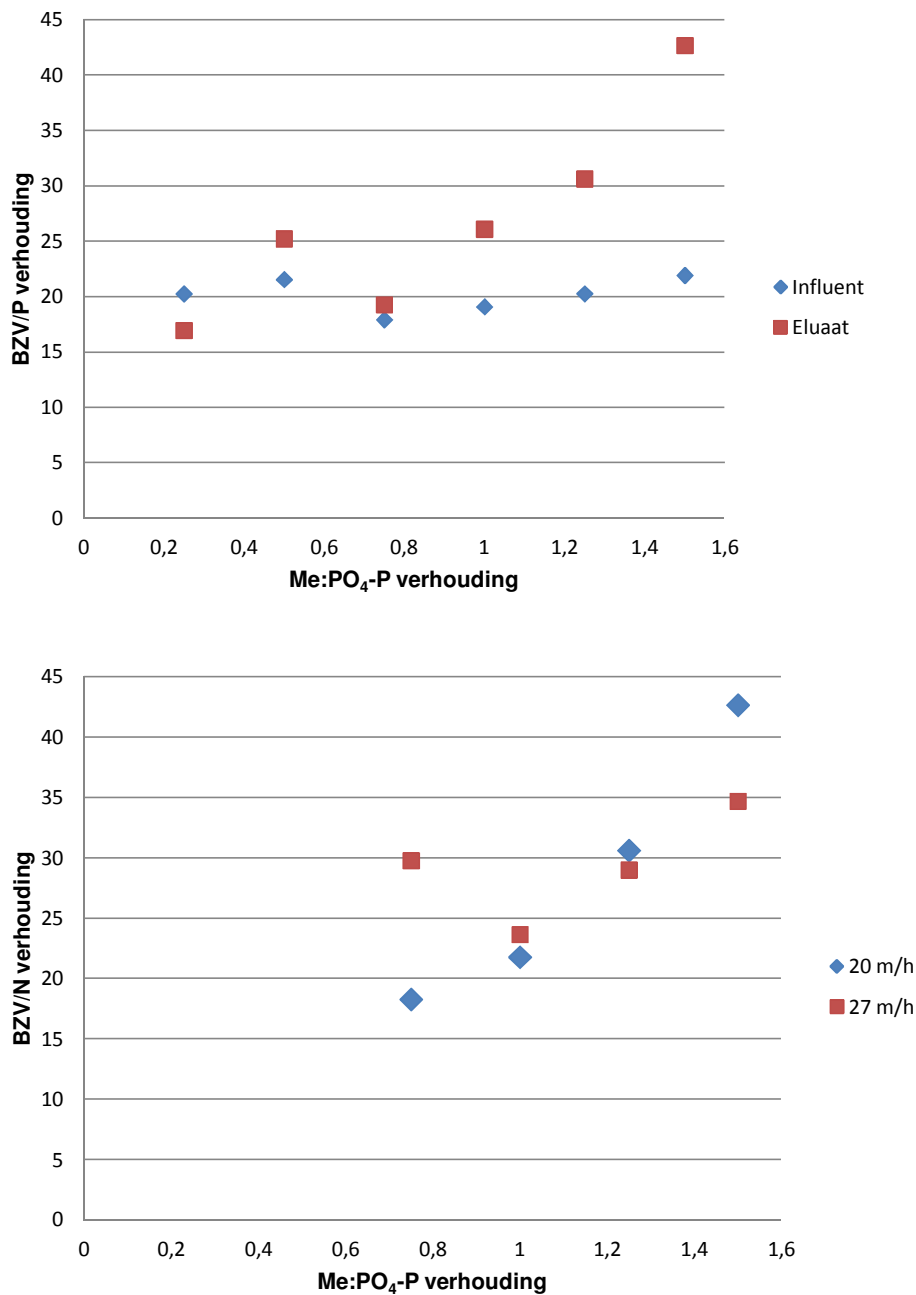 45
40
35
30
25
20
15
10
5
0
BZV/P verhouding
0 0,2 0,4 0,6 0,8 1 1,2 1,4 1,6
Me:PO₄-P verhouding
Influent
Eluaat
45
40
35
30
25
20
15
10
5
0
BZV/N verhouding
0 0,2 0,4 0,6 0,8 1 1,2 1,4 1,6
Me:PO₄-P verhouding
20 m/h
27 m/h